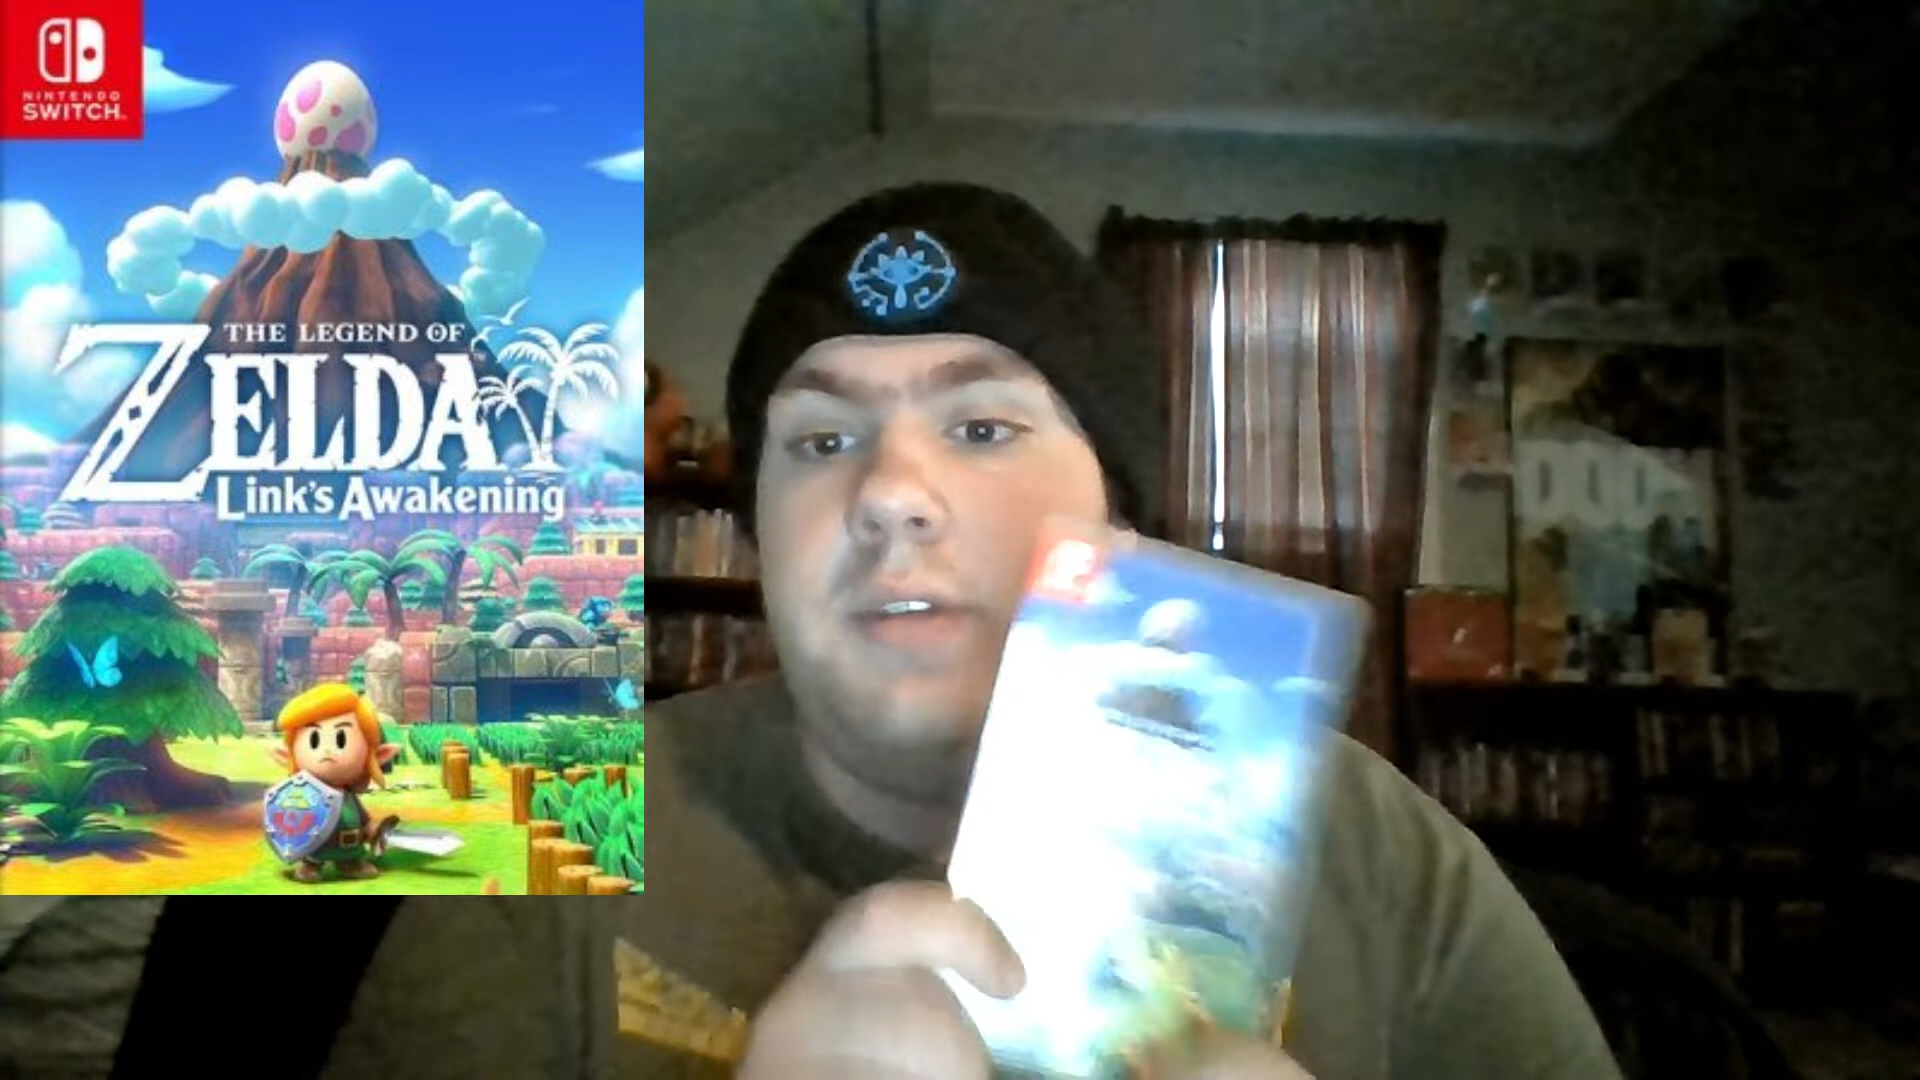 NINTENDO
SWITCH
THE LEGEND OF
ZELDA
Link's Awakening